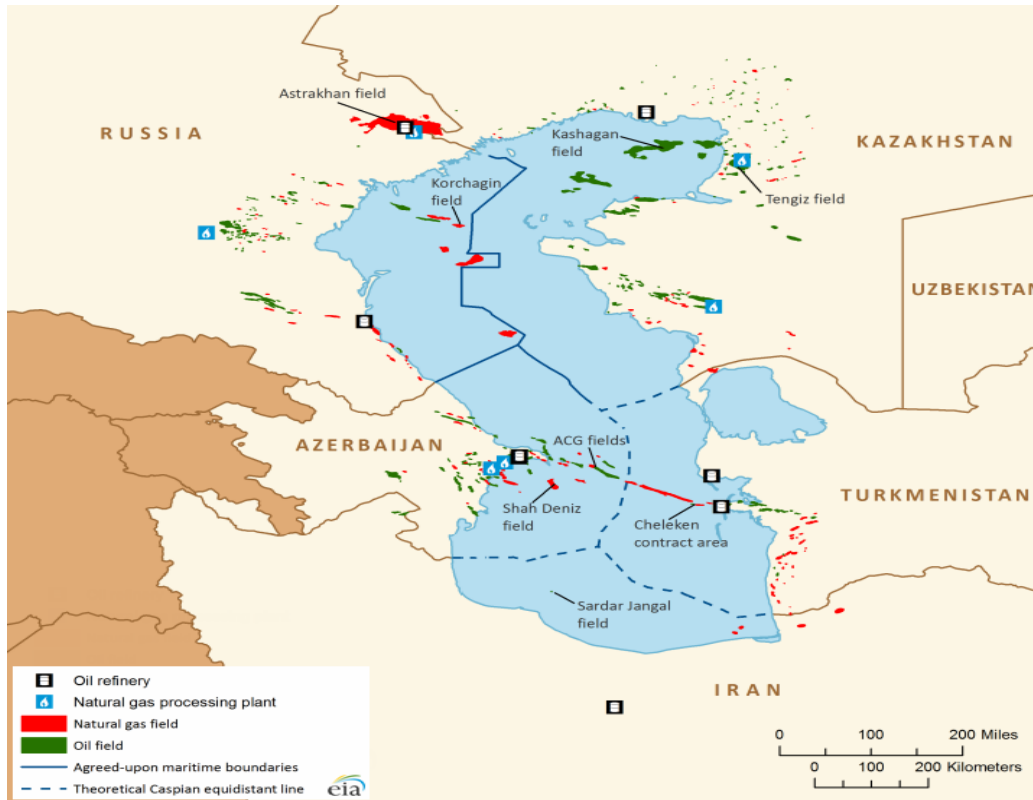 Astrakhan field
RUSSIA
Kashagan
field
KAZAKHSTAN
Korchagin
field
Tengiz field
UZBEKISTAN
AZERBAIJAN
ACG fields
TURKMENISTAN
Shah Deniz
field
Cheleken
contract area
Sardar Jangal
field
IRAN
Oil refinery
Natural gas processing plant
Natural gas field
Oil field
Agreed-upon maritime boundaries
Theoretical Caspian equidistant line
eia
0 100 200 Miles
0 100 200 Kilometers